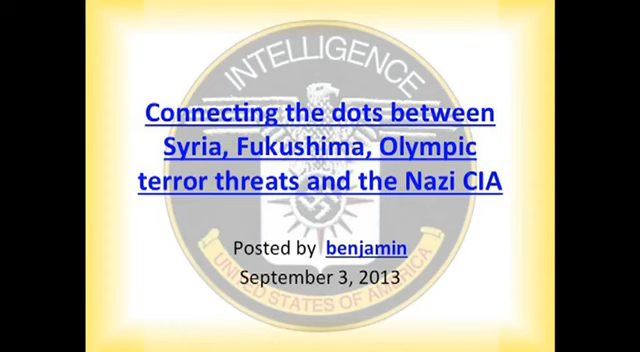 INTELLIGENCE
Connecting the dots between
Syria, Fukushima, Olympic
terror threats and the Nazi CIA
Posted by benjamin
September 3, 2013
UNITED STATES OF AMERICA